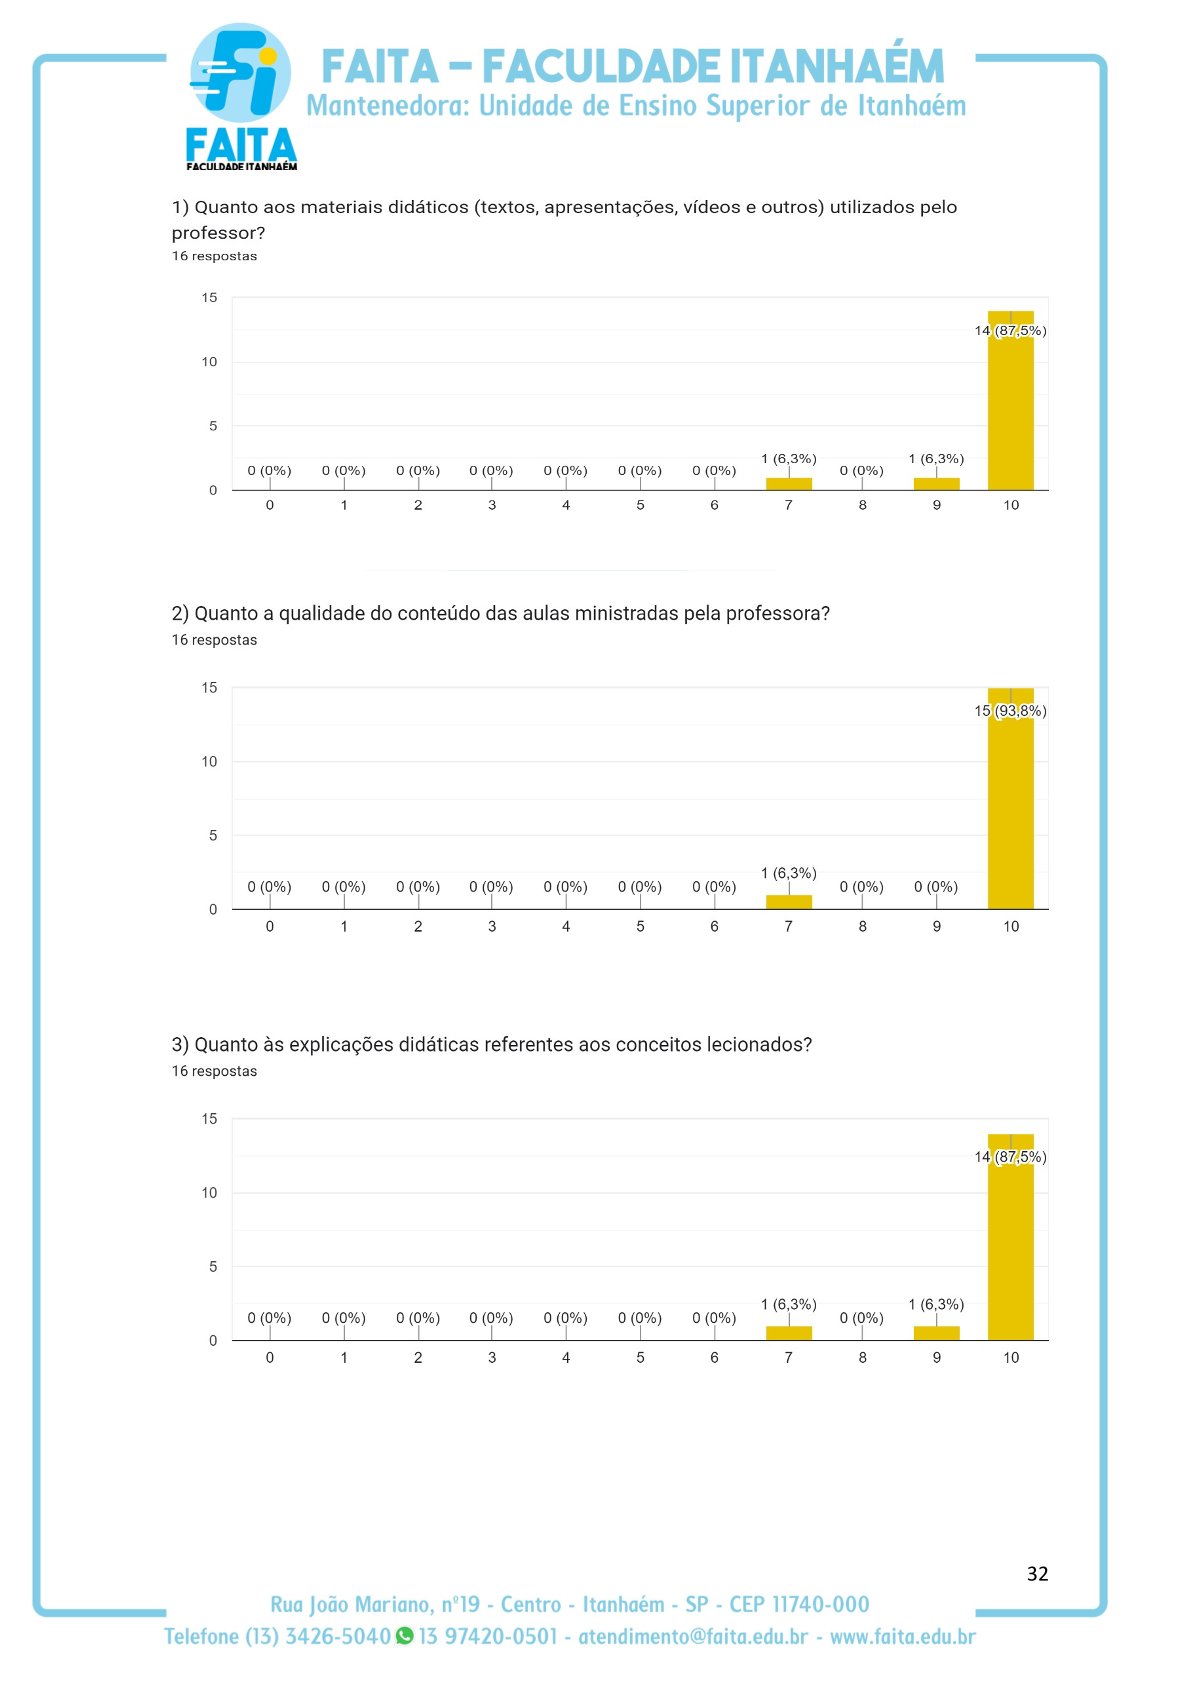 FAITA – FACULDADE ITANHAÉM
Mantenedora: Unidade de Ensino Superior de Itanhaém
Fi
FAITA
FACULDADE ITANHAÉM
1) Quanto aos materiais didáticos (textos, apresentações, vídeos e outros) utilizados pelo
professor?
16 respostas
15
14 (87,5%)
10
5
0 (0%) 0 (0%) 0 (0%) 0 (0%) 0 (0%) 0 (0%) 0 (0%) 1 (6,3%) 0 (0%) 1 (6,3%)
0
0 1 2 3 4 5 6 7 8 9 10
2) Quanto a qualidade do conteúdo das aulas ministradas pela professora?
16 respostas
15
15 (93,8%)
10
5
0 (0%) 0 (0%) 0 (0%) 0 (0%) 0 (0%) 0 (0%) 0 (0%) 1 (6,3%) 0 (0%) 0 (0%)
0
0 1 2 3 4 5 6 7 8 9 10
3) Quanto às explicações didáticas referentes aos conceitos lecionados?
16 respostas
15
14 (87,5%)
10
5
0 (0%) 0 (0%) 0 (0%) 0 (0%) 0 (0%) 0 (0%) 0 (0%) 1 (6,3%) 0 (0%) 1 (6,3%)
0
0 1 2 3 4 5 6 7 8 9 10
32
Rua João Mariano, nº19 - Centro - Itanhaém - SP - CEP 11740-000
Telefone (13) 3426-5040 13 97420-0501 - atendimento@faita.edu.br - www.faita.edu.br